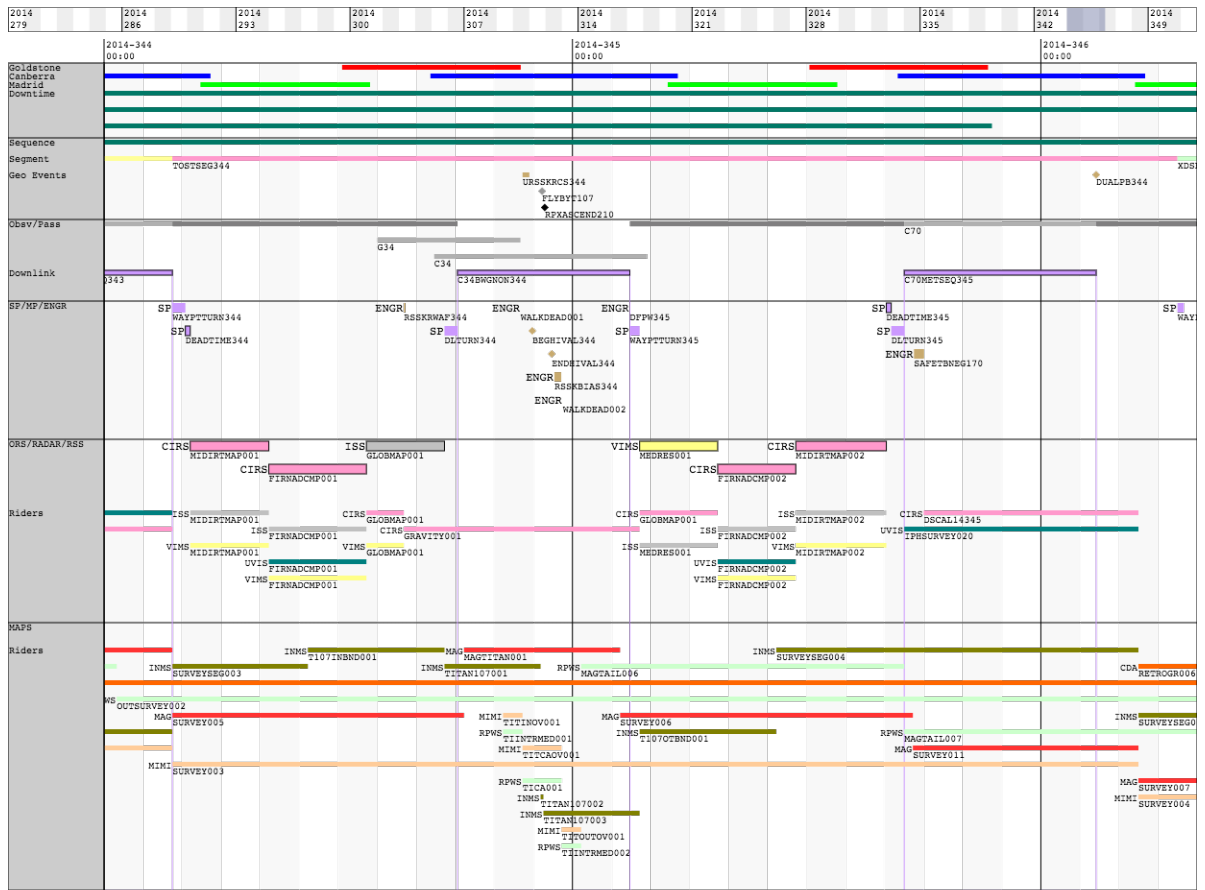 2014 2014 2014 2014 2014 2014 2014 2014 2014 2014 2014
279 286 293 300 307 314 321 328 335 342 349
2014-344 2014-345 2014-346
00:00 00:00 00:00
Goldstone
Canberra
Madrid
Downtime
Sequence
Segment
TOSTSEG344 XDS
Geo Events
URSSKRCS344 DUALPB344
FLYBYT107
RPXASCEND210
Obsv/Pass
C70
G34
C34
Downlink
Q343 C34BWGNON344 C70METSEQ345
SP/MP/ENGR
SP ENGR ENGR ENGR SP SP
WAYPTTURN344 RSSKRWAF344 WALKDEAD001 DFPW345 DEADTIME345 WAY
SP SP SP SP
DEADTIME344 DLTURN344 BEGHIVAL344 WAYPTTURN345 DLTURN345
ENGR
ENDHIVAL344 SAFETBNEG170
ENGR
RSSKBIAS344
ENGR
WALKDEAD002
ORS/RADAR/RSS
CIRS ISS VIMS CIRS
MIDIRTMAP001 GLOBMAP001 MEDRES001 MIDIRTMAP002
CIRS CIRS
FIRNADCMP001 FIRNADCMP002
Riders
ISS CIRS CIRS ISS CIRS
MIDIRTMAP001 GLOBMAP001 GLOBMAP001 MIDIRTMAP002 DSCAL14345
ISS CIRS ISS UVIS
FIRNADCMP001 GRAVITY001 FIRNADCMP002 IPHSURVEY020
VIMS VIMS ISS VIMS
MIDIRTMAP001 GLOBMAP001 MEDRES001 MIDIRTMAP002
UVIS UVIS
FIRNADCMP001 FIRNADCMP002
VIMS VIMS
FIRNADCMP001 FIRNADCMP002
MAPS
Riders
INMS MAG INMS
T107INBND001 MAGTITAN001 SURVEYSEG004
INMS INMS RPWS CDA
SURVEYSEG003 TITAN107001 MAGTAIL006 RETROGR006
WS
OUTSURVEY002
MAG MIMI MAG INMS
SURVEY005 TITINOV001 SURVEY006 SURVEYSEG0
RPWS INMS RPWS
TIINTRMED001 T107OTBND001 MAGTAIL007
MIMI MAG
TITCAOV001 SURVEY011
MIMI
SURVEY003
RPWS MAG
TICA001 SURVEY007
INMS MIMI
TITAN107002 SURVEY004
INMS
TITAN107003
MIMI
TITOUTOV001
RPWS
TIINTRMED002